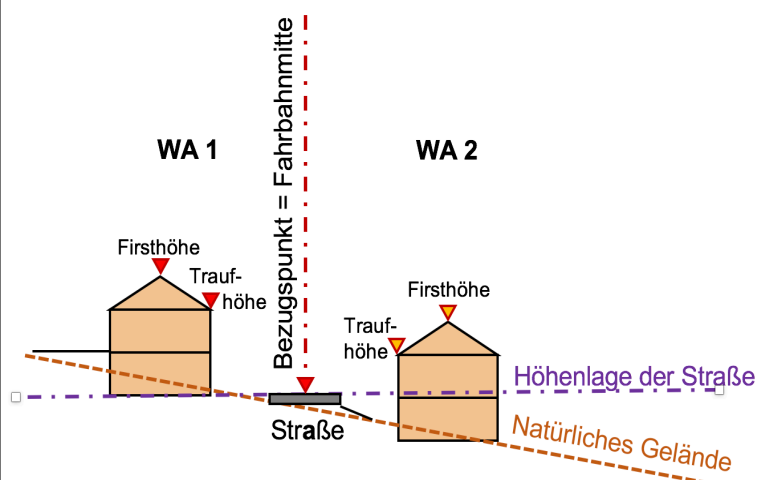 Bezugspunkt = Fahrbahnmitte
WA 1
WA 2
Firsthöhe
Trauf-
höhe
Firsthöhe
Trauf-
höhe
Höhenlage der Straße
Straße
Natürliches Gelände